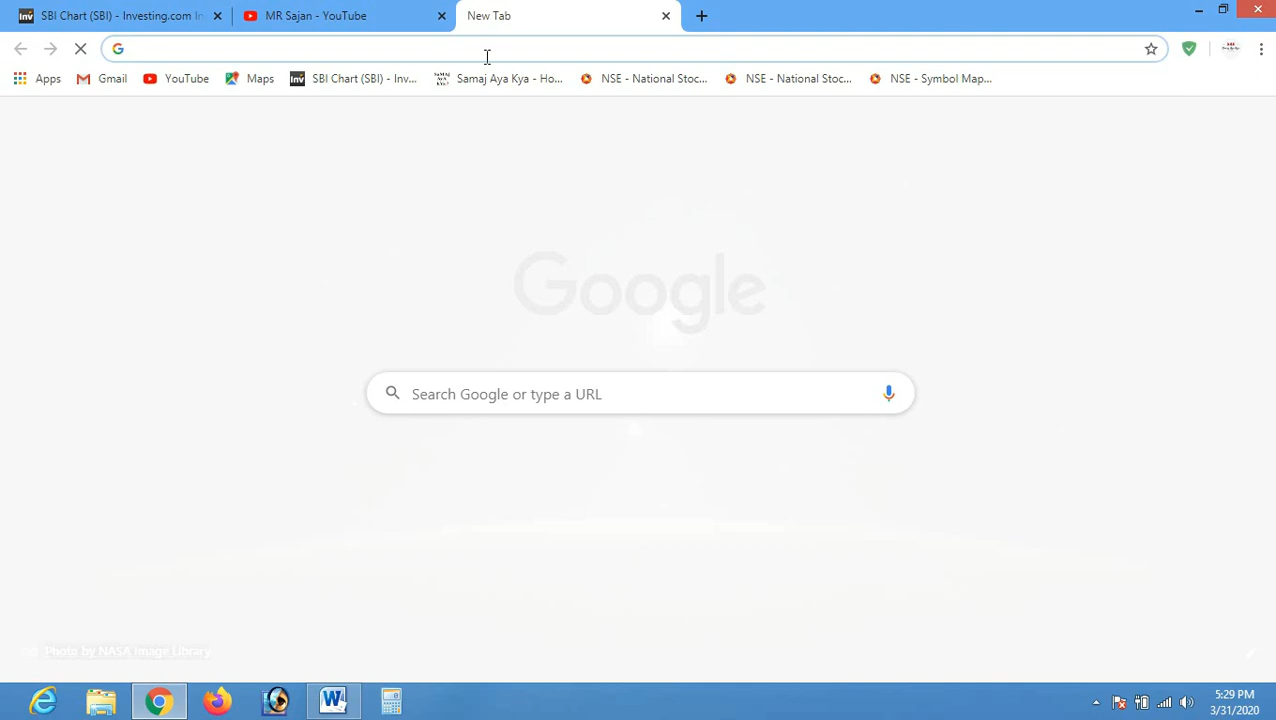 SBI Chart (SBI) - Investing.com In
MR Sajan - YouTube
New Tab
Apps
Gmail
YouTube
Maps
Inv
SBI Chart (SBI) - Inv...
Samaj Aya Kya - Ho...
NSE - National Stoc...
NSE - National Stoc...
NSE - Symbol Map...
Google
Search Google or type a URL
Photo by NASA Image Library
5:29 PM
3/31/2020